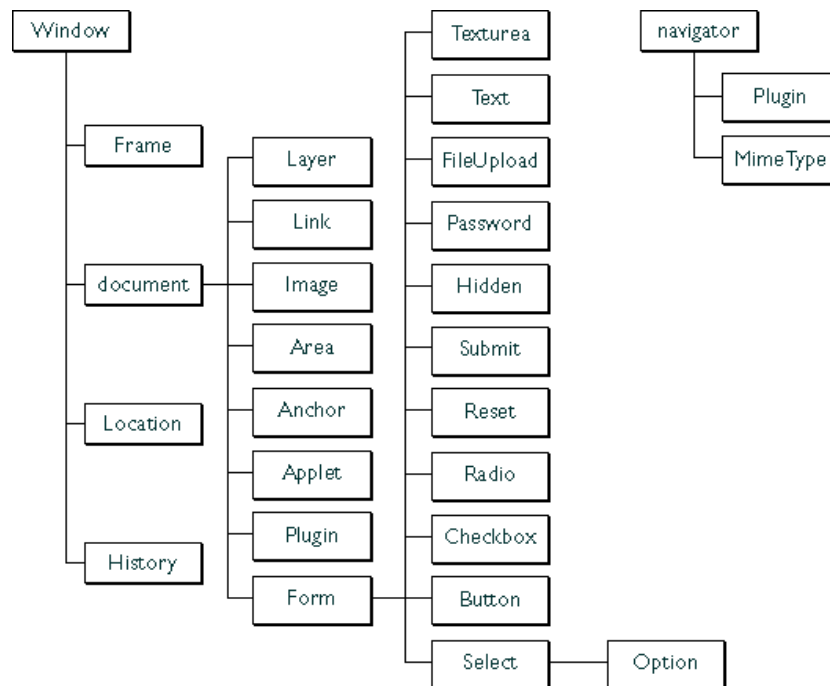 Window
Frame
document
Location
History
Layer
Link
Image
Area
Anchor
Applet
Plugin
Form
Texturea
Text
FileUpload
Password
Hidden
Submit
Reset
Radio
Checkbox
Button
Select
Option
navigator
Plugin
MimeType